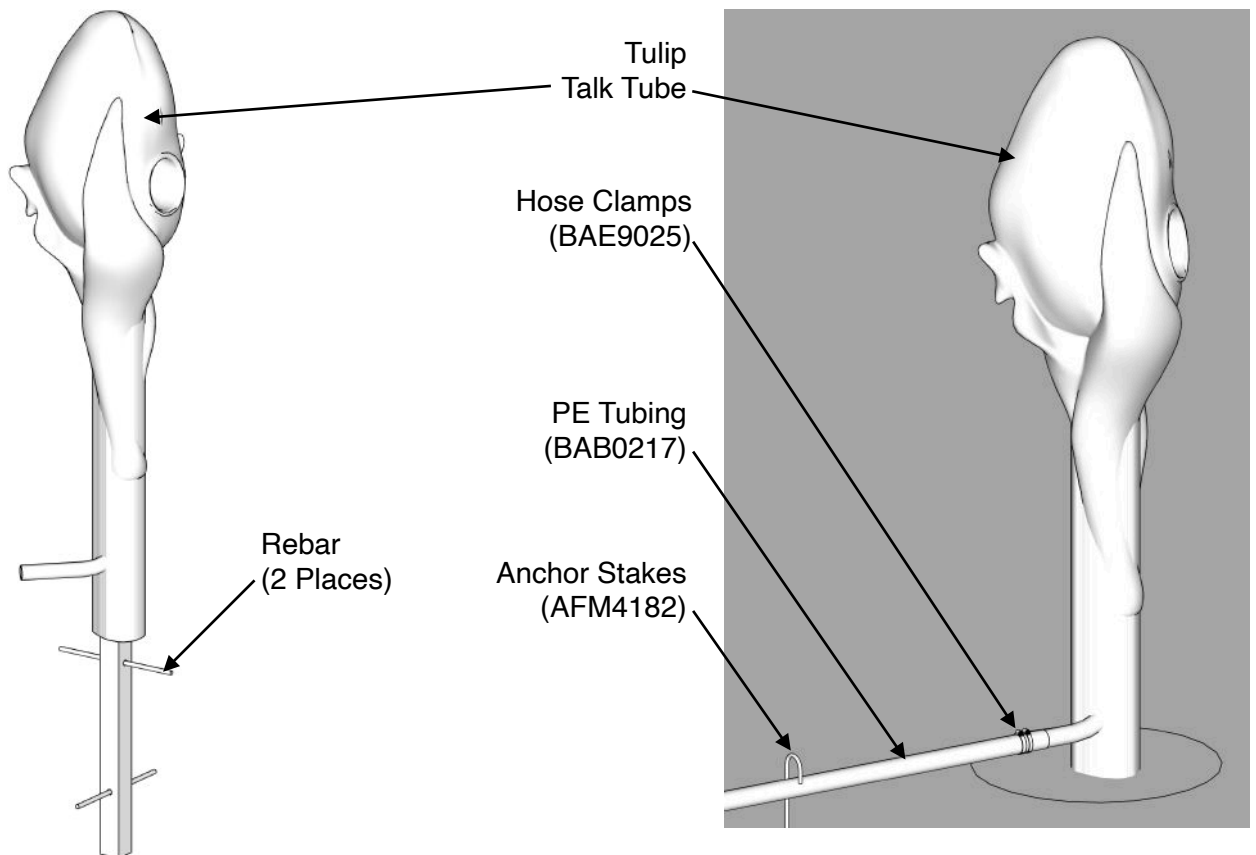 Tulip
Talk Tube
Hose Clamps
(BAE9025)
PE Tubing
(BAB0217)
Rebar
(2 Places)
Anchor Stakes
(AFM4182)